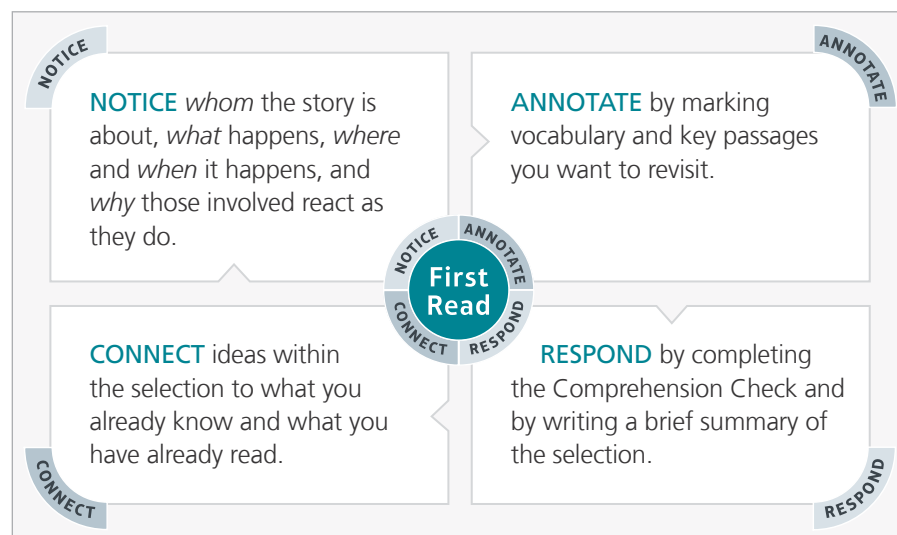 NOTICE
NOTICE whom the story is
about, what happens, where
and when it happens, and
why those involved react as
they do.
ANNOTATE
ANNOTATE by marking
vocabulary and key passages
you want to revisit.
NOTICE
ANNOTATE
First
Read
CONNECT
RESPOND
CONNECT ideas within
the selection to what you
already know and what you
have already read.
CONNECT
RESPOND by completing
the Comprehension Check and
by writing a brief summary of
the selection.
RESPOND